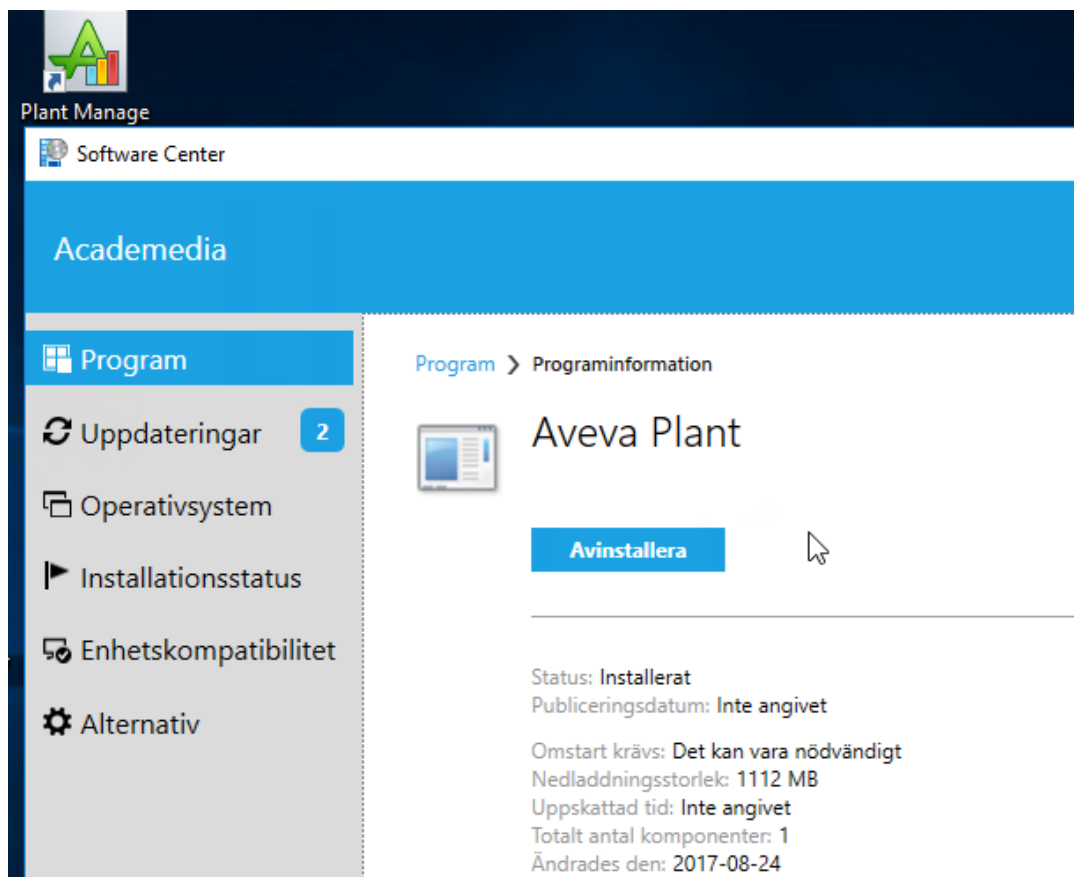 Plant Manage
Software Center
Academedia
Program
Uppdateringar 2
Operativsystem
Installationsstatus
Enhetskompatibilitet
Alternativ
Program ❯ Programinformation
Aveva Plant
Avinstallera
Status: Installerat
Publiceringsdatum: Inte angivet
Omstart krävs: Det kan vara nödvändigt
Nedladdningsstorlek: 1112 MB
Uppskattad tid: Inte angivet
Totalt antal komponenter: 1
Ändrades den: 2017-08-24